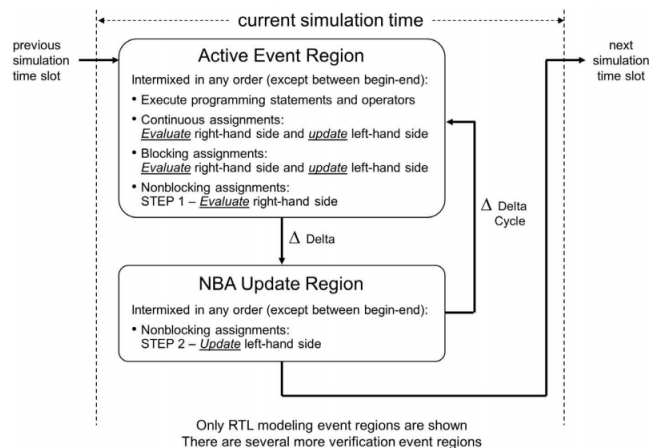 current simulation time
previous
simulation
time slot
next
simulation
time slot
Active Event Region
Intermixed in any order (except between begin-end):
• Execute programming statements and operators
• Continuous assignments:
Evaluate right-hand side and update left-hand side
• Blocking assignments:
Evaluate right-hand side and update left-hand side
• Nonblocking assignments:
STEP 1 – Evaluate right-hand side
Δ Delta
Δ Delta
Cycle
NBA Update Region
Intermixed in any order (except between begin-end):
• Nonblocking assignments:
STEP 2 – Update left-hand side
Only RTL modeling event regions are shown
There are several more verification event regions